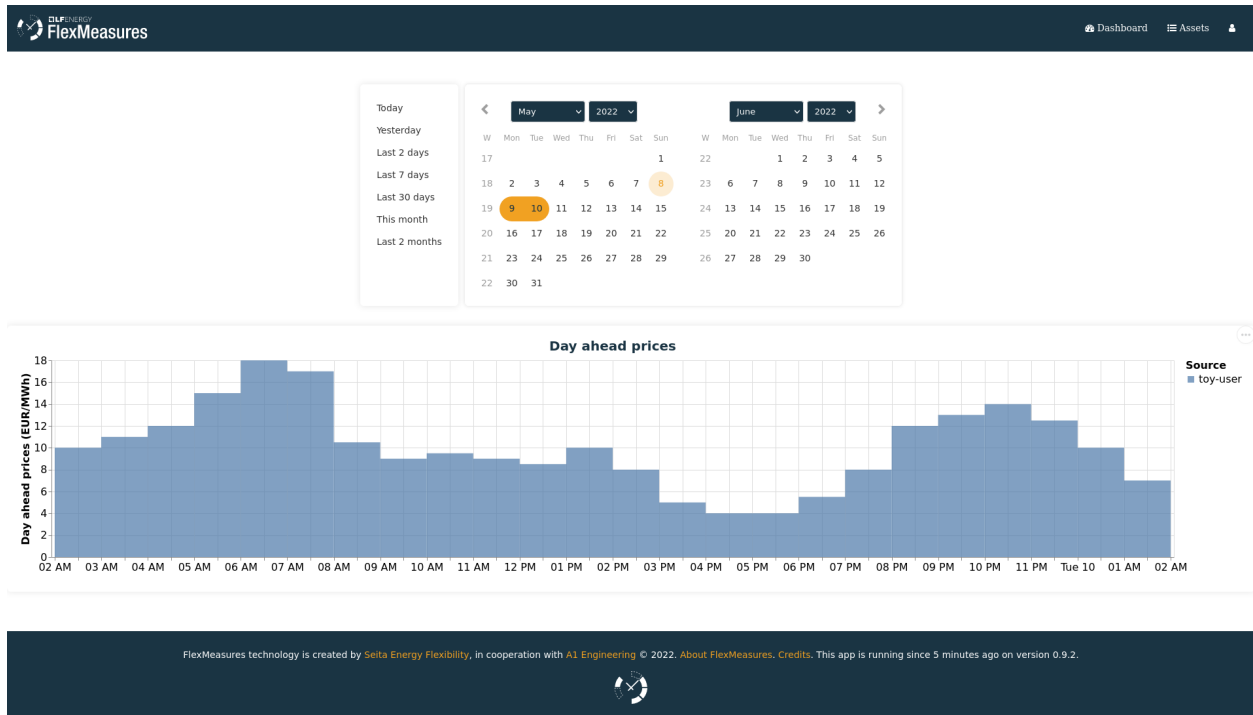 LF ENERGY
FlexMeasures
Dashboard Assets
Today
Yesterday
Last 2 days
Last 7 days
Last 30 days
This month
Last 2 months
May 2022
W Mon Tue Wed Thu Fri Sat Sun
17 1
18 2 3 4 5 6 7 8
19 9 10 11 12 13 14 15
20 16 17 18 19 20 21 22
21 23 24 25 26 27 28 29
22 30 31
June 2022
W Mon Tue Wed Thu Fri Sat Sun
22 1 2 3 4 5
23 6 7 8 9 10 11 12
24 13 14 15 16 17 18 19
25 20 21 22 23 24 25 26
26 27 28 29 30
Day ahead prices
Day ahead prices (EUR/MWh)
18
16
14
12
10
8
6
4
2
0
02 AM 03 AM 04 AM 05 AM 06 AM 07 AM 08 AM 09 AM 10 AM 11 AM 12 PM 01 PM 02 PM 03 PM 04 PM 05 PM 06 PM 07 PM 08 PM 09 PM 10 PM 11 PM Tue 10 01 AM 02 AM
Source
toy-user
FlexMeasures technology is created by Seita Energy Flexibility, in cooperation with A1 Engineering © 2022. About FlexMeasures. Credits. This app is running since 5 minutes ago on version 0.9.2.